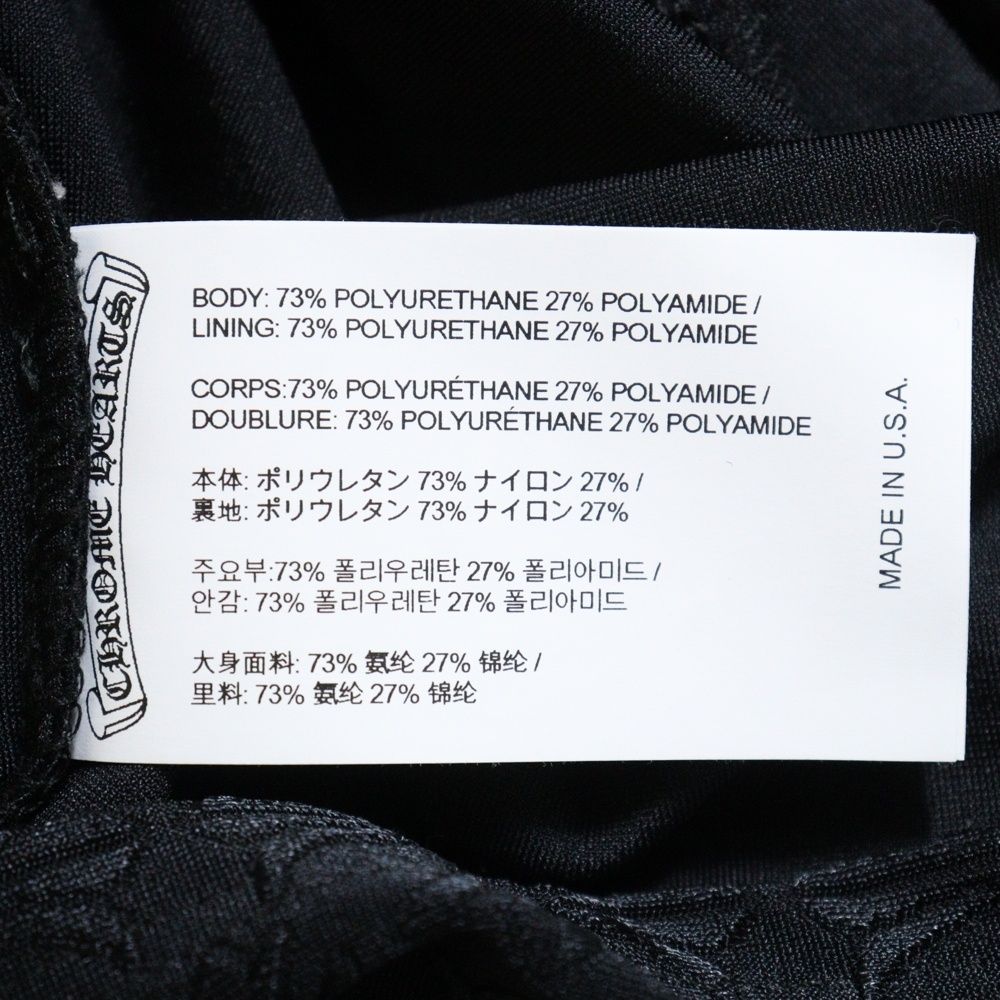 CHROME HEARTS
BODY: 73% POLYURETHANE 27% POLYAMIDE /
LINING: 73% POLYURETHANE 27% POLYAMIDE
CORPS:73% POLYURÉTHANE 27% POLYAMIDE /
DOUBLURE: 73% POLYURÉTHANE 27% POLYAMIDE
本体: ポリウレタン 73% ナイロン 27% /
裏地: ポリウレタン 73% ナイロン 27%
주요부:73% 폴리우레탄 27% 폴리아미드 /
안감: 73% 폴리우레탄 27% 폴리아미드
大身面料: 73% 氨纶 27% 锦纶 /
里料: 73% 氨纶 27% 锦纶
MADE IN U.S.A.